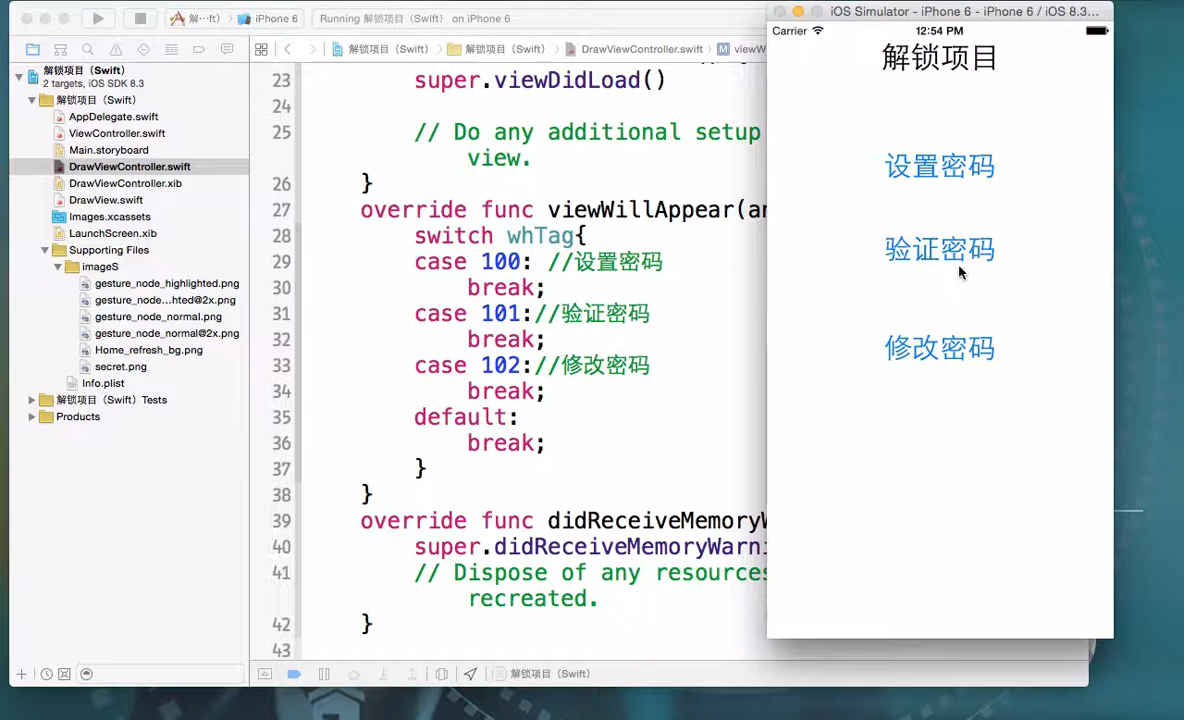 解...ft)
iPhone 6
Running 解锁项目（Swift） on iPhone 6
解锁项目（Swift）
解锁项目（Swift）
DrawViewController.swift
M
viewW
解锁项目（Swift）
2 targets, iOS SDK 8.3
解锁项目（Swift）
AppDelegate.swift
ViewController.swift
Main.storyboard
DrawViewController.swift
DrawViewController.xib
DrawView.swift
Images.xcassets
LaunchScreen.xib
Supporting Files
imageS
gesture_node_highlighted.png
gesture_node...hted@2x.png
gesture_node_normal.png
gesture_node_normal@2x.png
Home_refresh_bg.png
secret.png
Info.plist
解锁项目（Swift）Tests
Products
23 super.viewDidLoad()
24
25 // Do any additional setup
view.
26 }
27 override func viewWillAppear(an
28 switch whTag{
29 case 100: //设置密码
30 break;
31 case 101://验证密码
32 break;
33 case 102://修改密码
34 break;
35 default:
36 break;
37 }
38 }
39 override func didReceiveMemoryW
40 super.didReceiveMemoryWarni
41 // Dispose of any resources
recreated.
42 }
43
解锁项目（Swift）
iOS Simulator - iPhone 6 - iPhone 6 / iOS 8.3...
Carrier
12:54 PM
解锁项目
设置密码
验证密码
修改密码